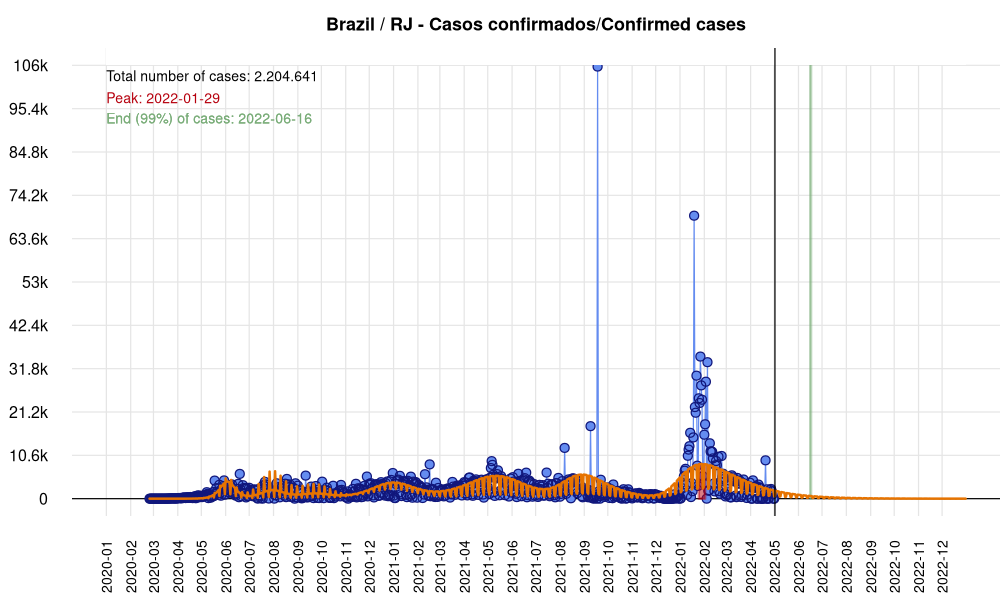 Brazil / RJ - Casos confirmados/Confirmed cases
106k
95.4k
84.8k
74.2k
63.6k
53k
42.4k
31.8k
21.2k
10.6k
0
Total number of cases: 2.204.641
Peak: 2022-01-29
End (99%) of cases: 2022-06-16
2020-01
2020-02
2020-03
2020-04
2020-05
2020-06
2020-07
2020-08
2020-09
2020-10
2020-11
2020-12
2021-01
2021-02
2021-03
2021-04
2021-05
2021-06
2021-07
2021-08
2021-09
2021-10
2021-11
2021-12
2022-01
2022-02
2022-03
2022-04
2022-05
2022-06
2022-07
2022-08
2022-09
2022-10
2022-11
2022-12